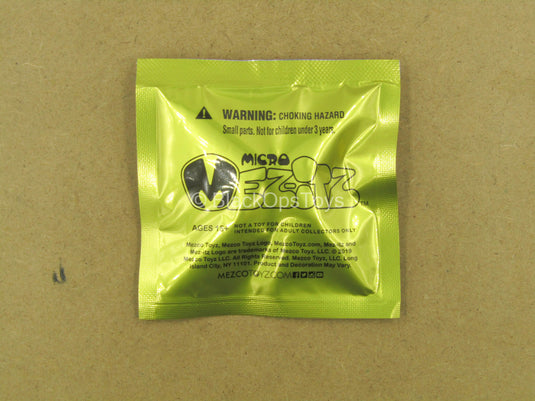 WARNING: CHOKING HAZARD
Small parts. Not for children under 3 years.
MICRO
MEZ-ITZ™
© BlackOpsToys
AGES 15+ NOT A TOY FOR CHILDREN
INTENDED FOR ADULT COLLECTORS ONLY
Mezco Toyz, Mezco Toyz Logo, MezcoToyz.com, Mez-itz and
Mez-itz Logo are trademarks of Mezco Toyz, LLC. © 2019
Mezco Toyz LLC. All Rights Reserved. Mezco Toyz, LLC. Long
Island City, NY 11101. Product and Decoration May Vary.
MEZCOTOYZ.COM